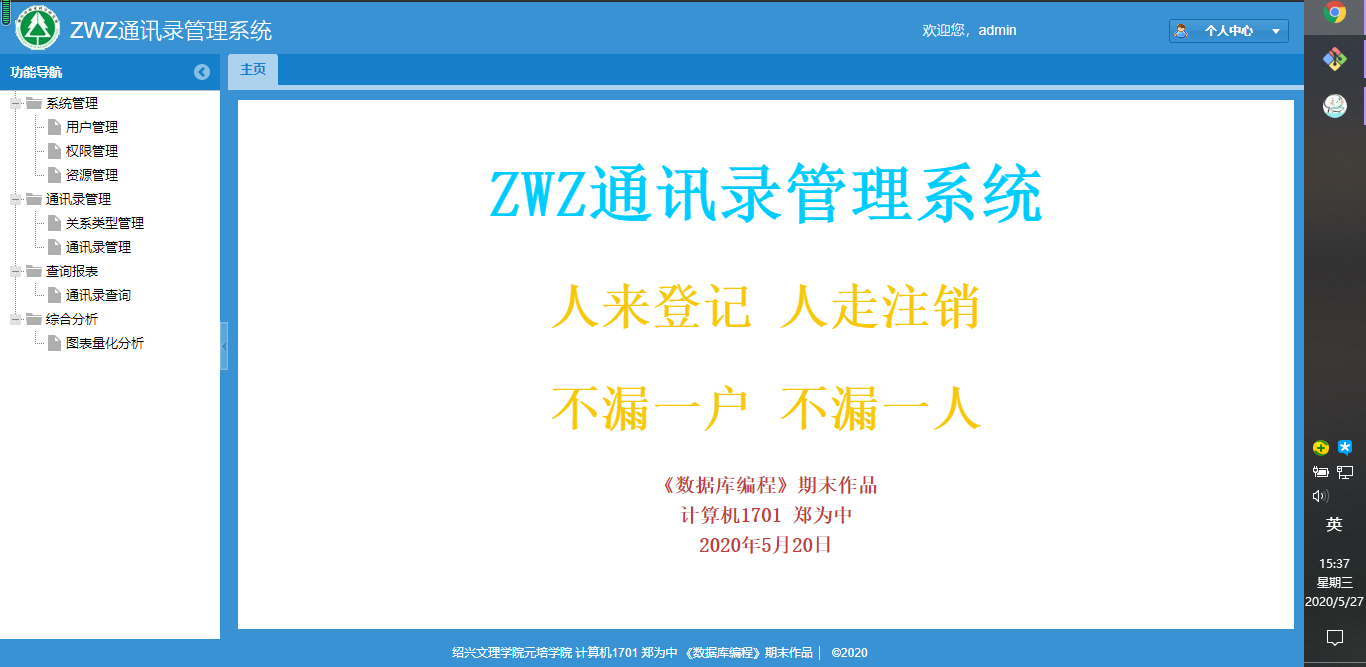 ZWZ通讯录管理系统
欢迎您，admin
个人中心
功能导航
主页
系统管理
用户管理
权限管理
资源管理
通讯录管理
关系类型管理
通讯录管理
查询报表
通讯录查询
综合分析
图表量化分析
ZWZ通讯录管理系统
人来登记 人走注销
不漏一户 不漏一人
《数据库编程》期末作品
计算机1701 郑为中
2020年5月20日
绍兴文理学院元培学院 计算机1701 郑为中 《数据库编程》期末作品 | ©2020
英
15:37
星期三
2020/5/27